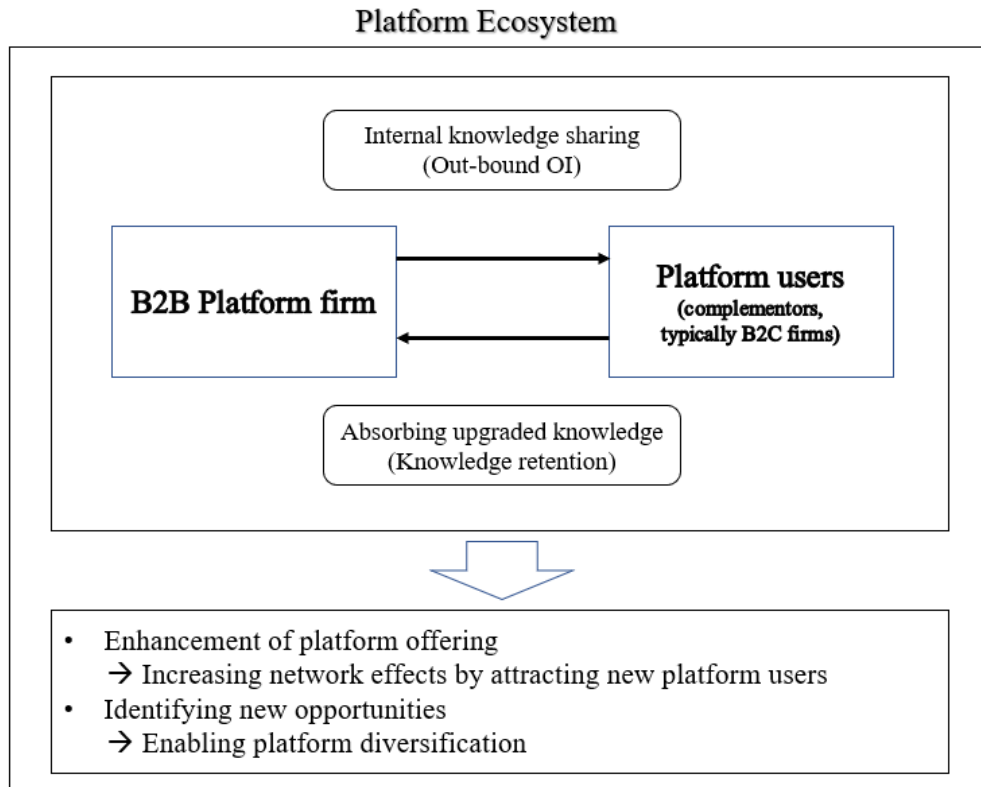 Platform Ecosystem
Internal knowledge sharing
(Out-bound OI)
B2B Platform firm
Platform users
(complementors,
typically B2C firms)
Absorbing upgraded knowledge
(Knowledge retention)
• Enhancement of platform offering
→ Increasing network effects by attracting new platform users
• Identifying new opportunities
→ Enabling platform diversification